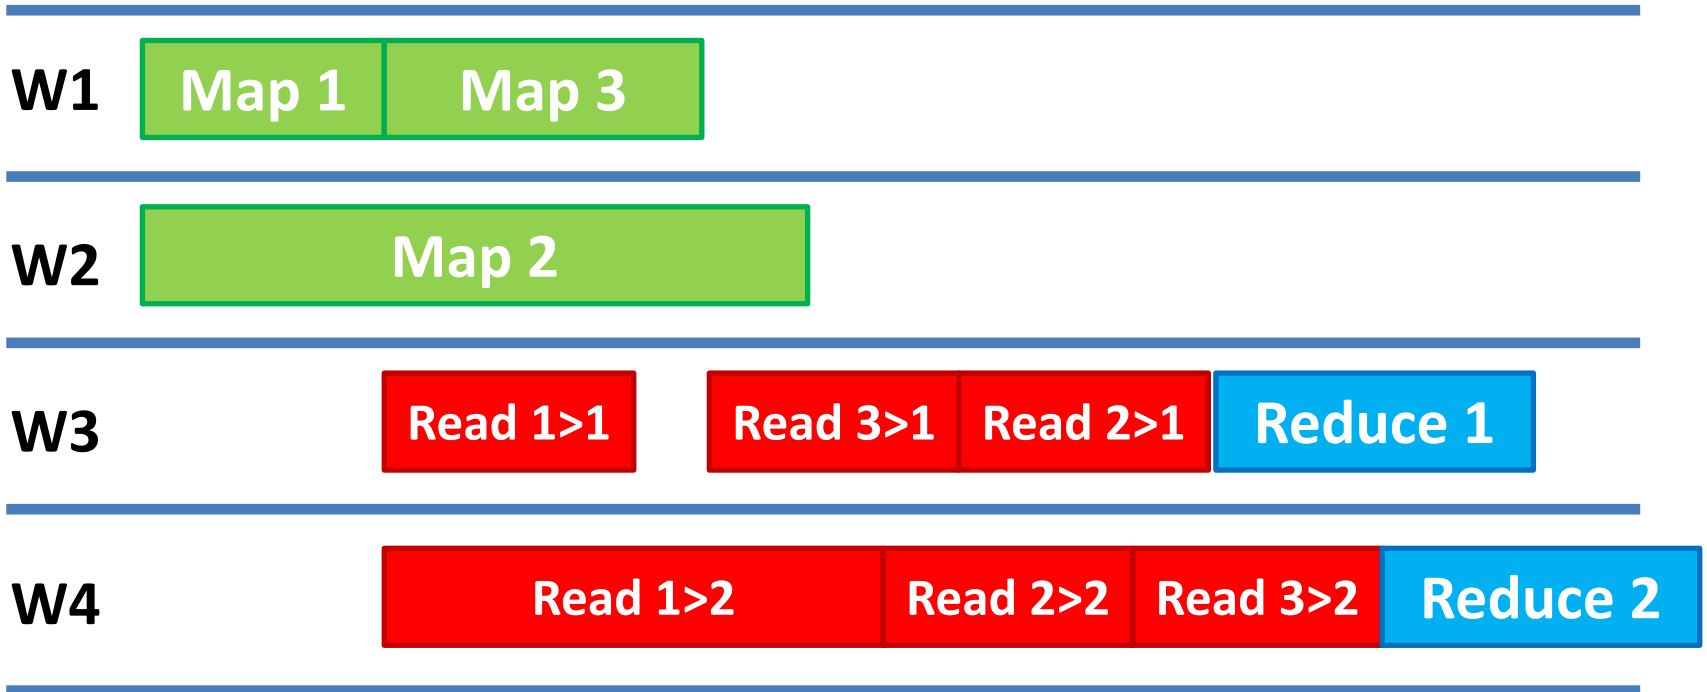 W1 Map 1 Map 3
W2 Map 2
W3 Read 1>1 Read 3>1 Read 2>1 Reduce 1
W4 Read 1>2 Read 2>2 Read 3>2 Reduce 2